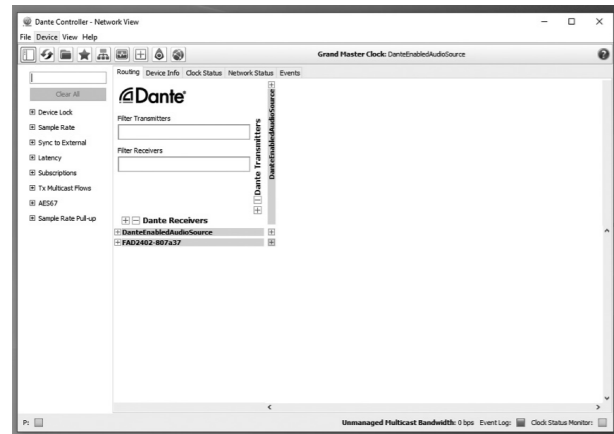 Dante Controller - Network View
File Device View Help
Grand Master Clock: DanteEnabledAudioSource
Routing Device Info Clock Status Network Status Events
Clear All
Device Lock
Sample Rate
Sync to External
Latency
Subscriptions
Tx Multicast Flows
AES67
Sample Rate Pull-up
Dante
Filter Transmitters
Filter Receivers
Dante Transmitters
DanteEnabledAudioSource
Dante Receivers
DanteEnabledAudioSource
FAD2402-807a37
P:
Unmanaged Multicast Bandwidth: 0 bps Event Log: Clock Status Monitor: